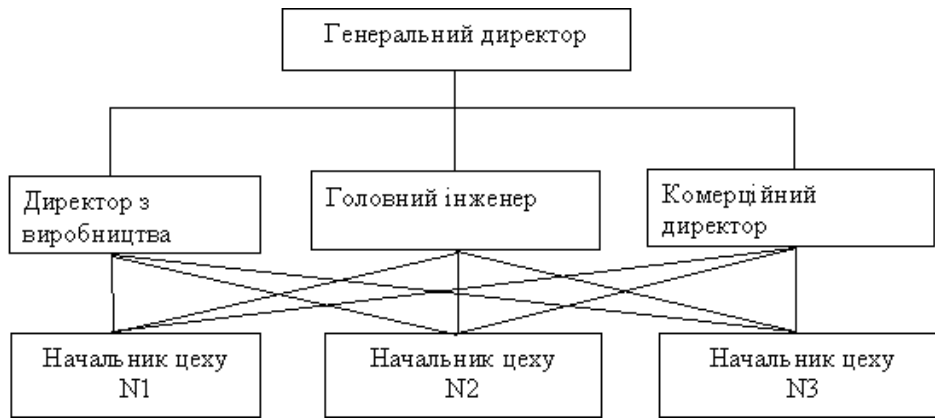 Генеральний директор
Директор з
виробництва
Головний інженер
Комерційний
директор
Начальник цеху
N1
Начальник цеху
N2
Начальник цеху
N3